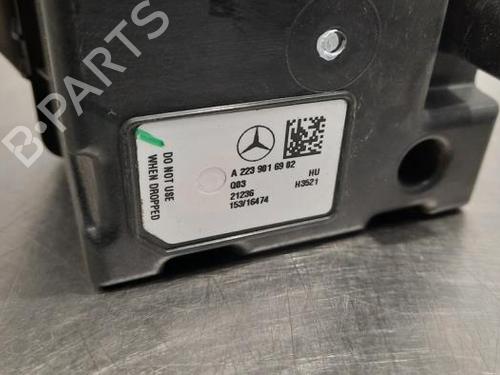 B-PARTS
DO NOT USE
WHEN DROPPED
A 223 901 69 02
Q03 HU
21236 H3521
153/16474